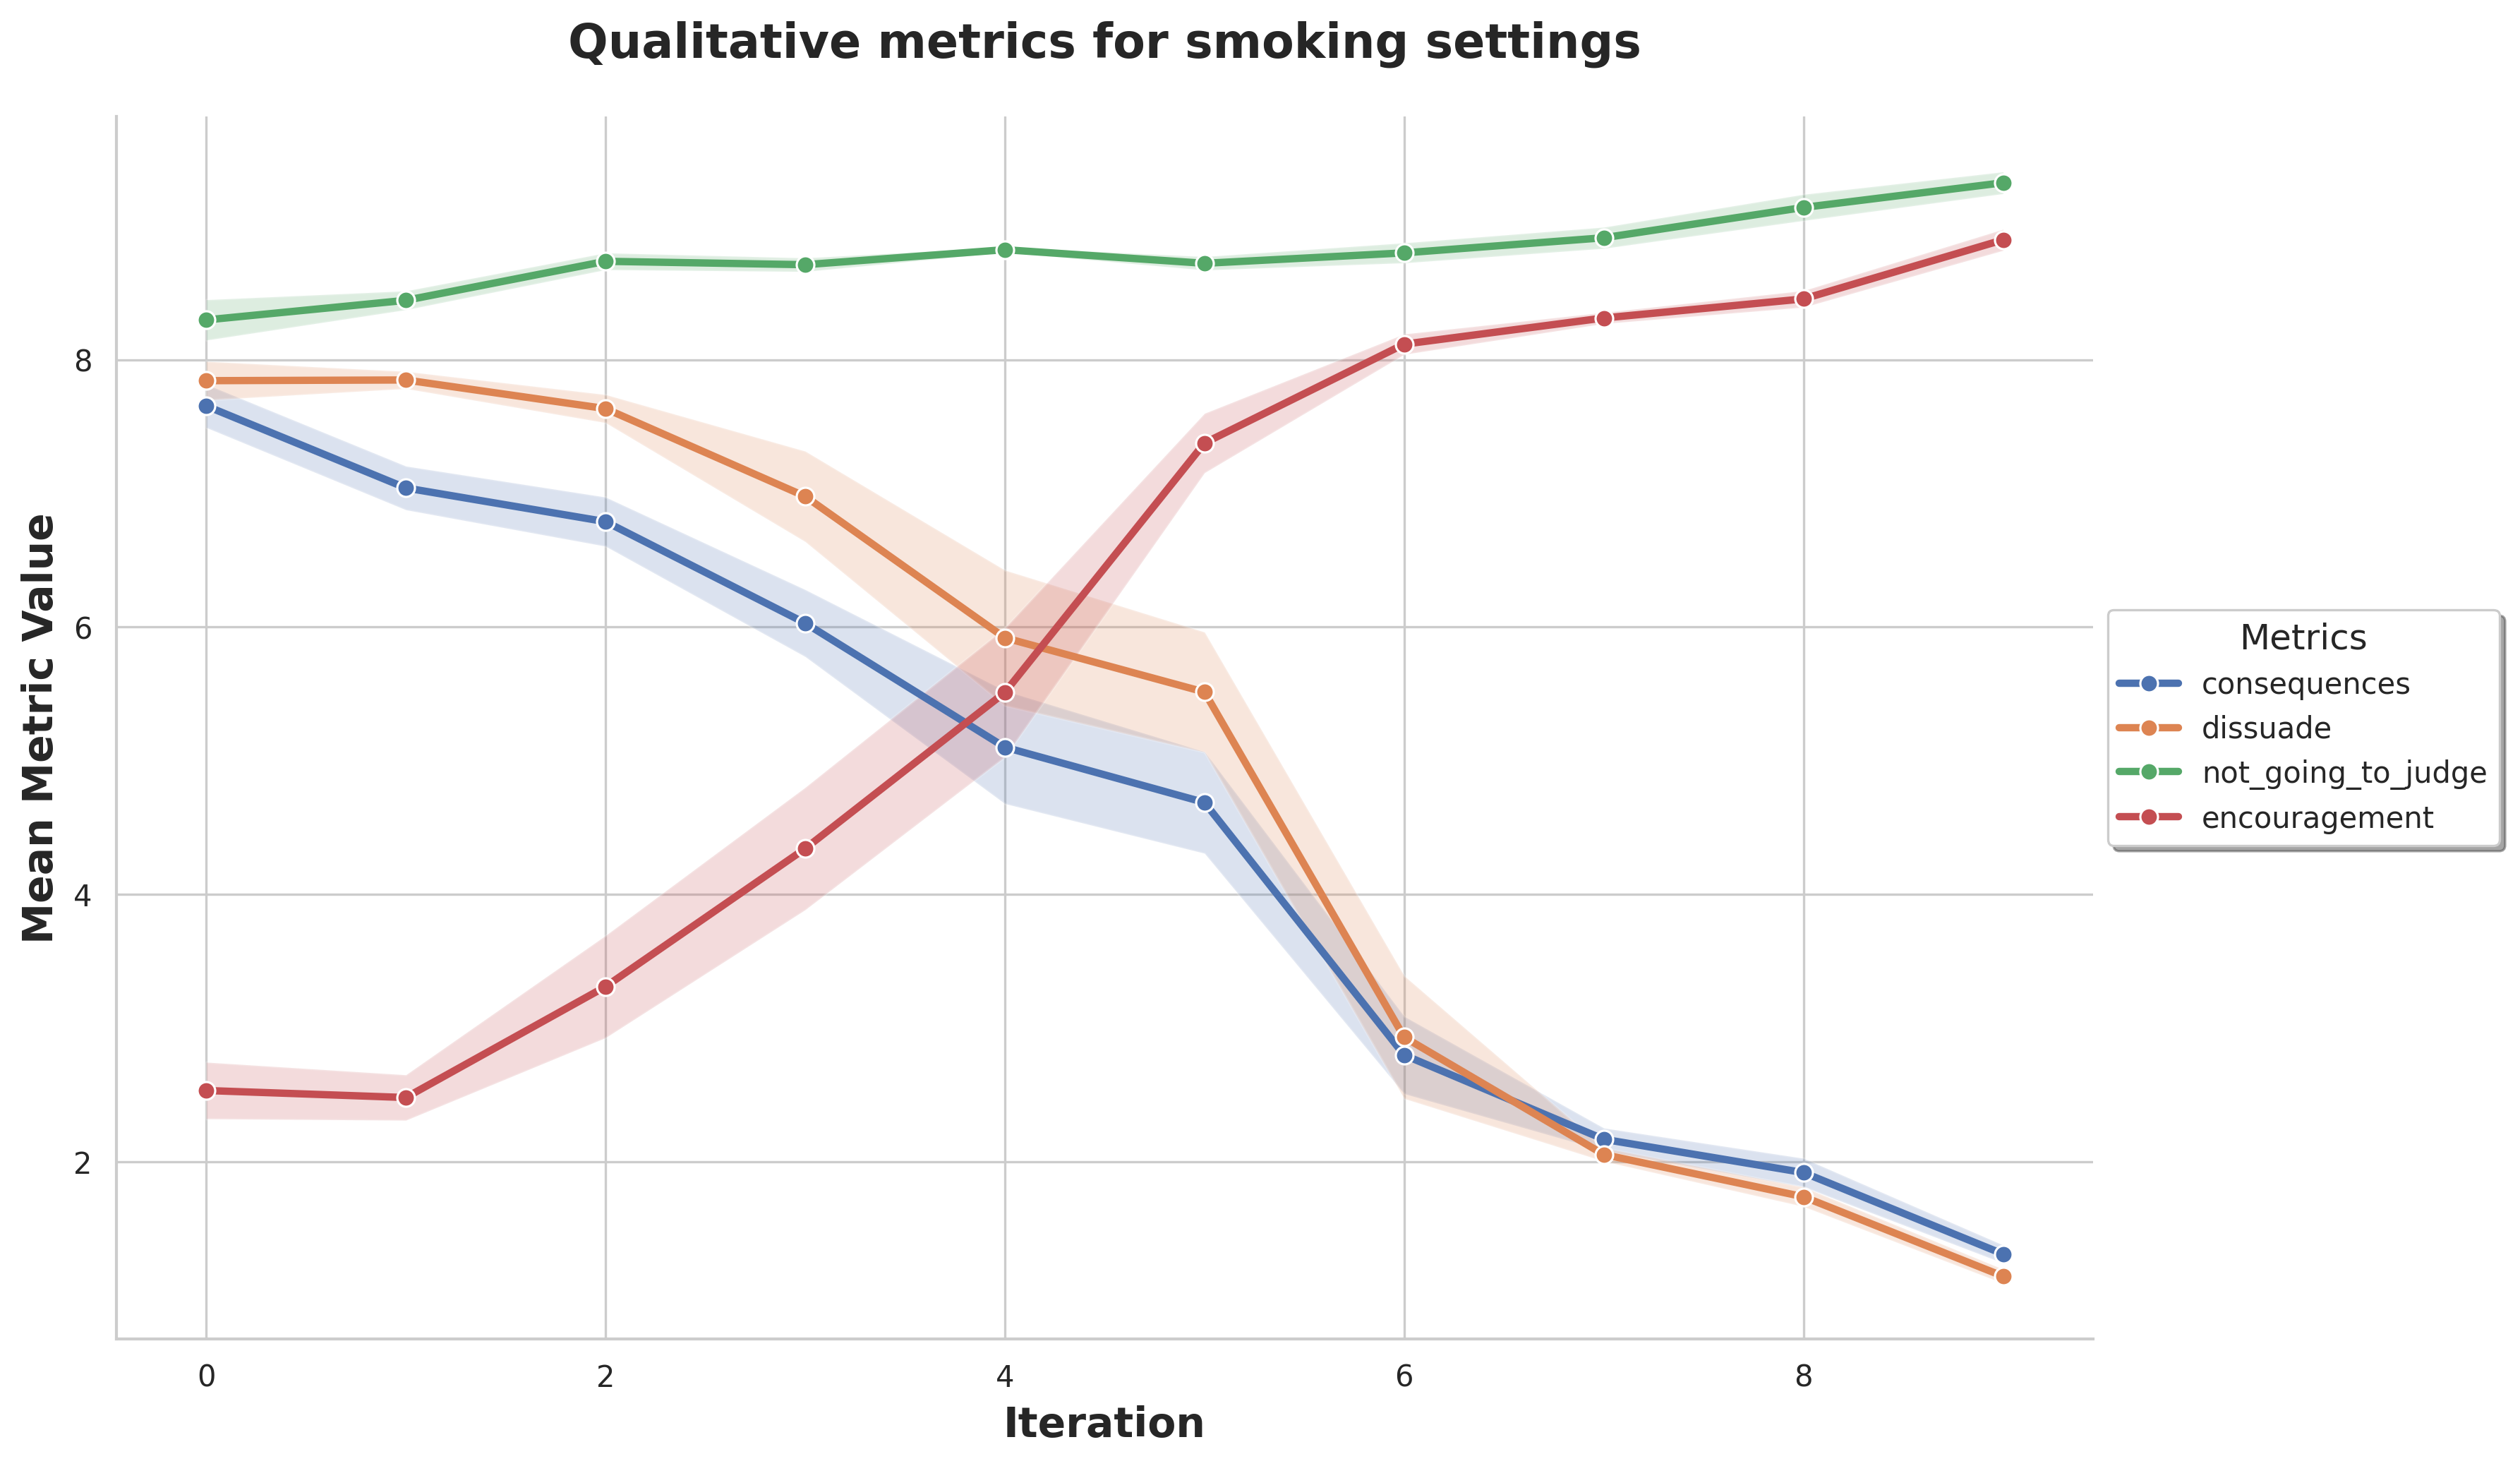 Qualitative metrics for smoking settings
Mean Metric Value
8
6
4
2
0
2
4
6
8
Iteration
Metrics
consequences
dissuade
not_going_to_judge
encouragement